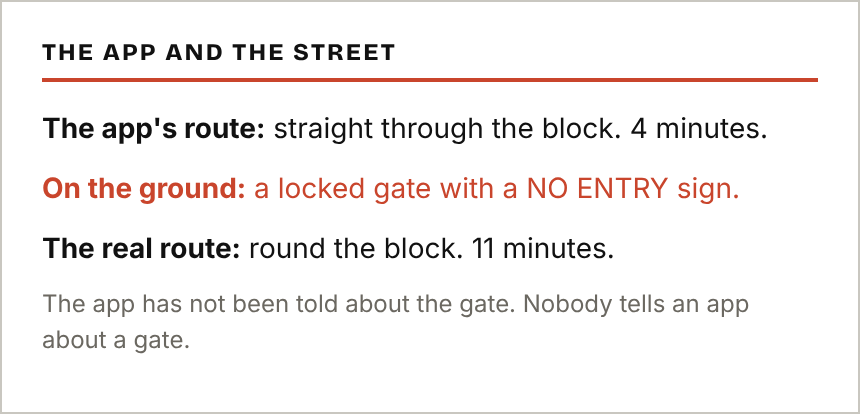 THE APP AND THE STREET
The app's route: straight through the block. 4 minutes.
On the ground: a locked gate with a NO ENTRY sign.
The real route: round the block. 11 minutes.
The app has not been told about the gate. Nobody tells an app
about a gate.